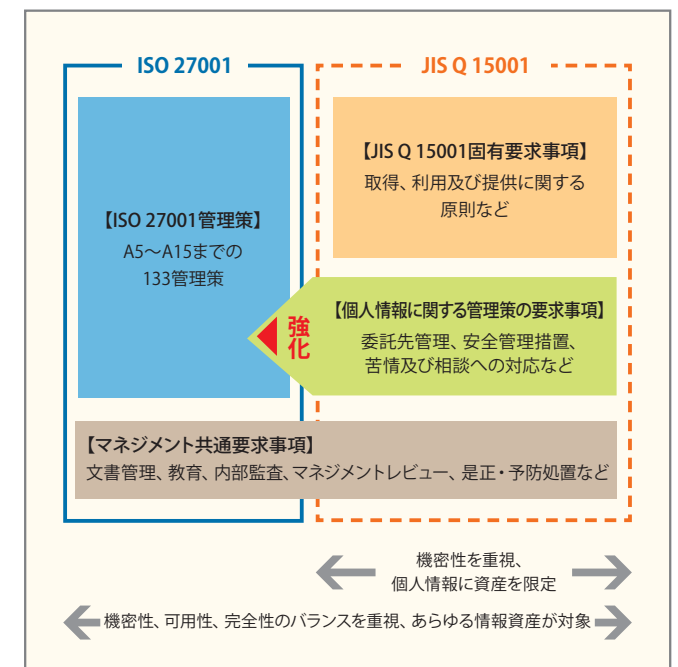 ISO 27001
JIS Q 15001
【ISO 27001管理策】
A5～A15までの
133管理策
【JIS Q 15001固有要求事項】
取得、利用及び提供に関する
原則など
強化
【個人情報に関する管理策の要求事項】
委託先管理、安全管理措置、
苦情及び相談への対応など
【マネジメント共通要求事項】
文書管理、教育、内部監査、マネジメントレビュー、是正・予防処置など
機密性を重視、
個人情報に資産を限定
機密性、可用性、完全性のバランスを重視、あらゆる情報資産が対象